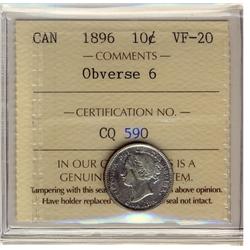 CAN 1896 10¢ VF-20
COMMENTS
Obverse 6
CERTIFICATION NO.
CQ 590
IN OUR IS A
GENUIN EM.
Tampering with this sea above opinion.
Have holder replaced seal not intact.